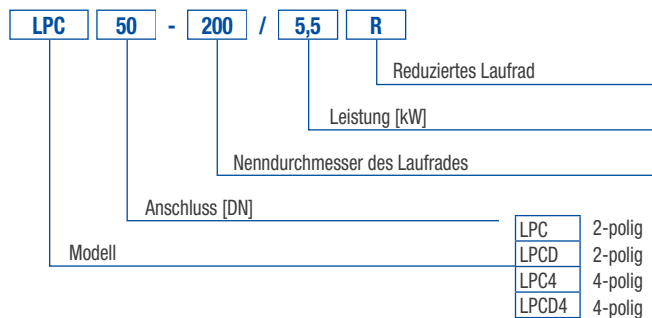 LPC 50 - 200 / 5,5 R
Reduziertes Laufrad
Leistung [kW]
Nenndurchmesser des Laufrades
Anschluss [DN]
Modell
LPC 2-polig
LPCD 2-polig
LPC4 4-polig
LPCD4 4-polig